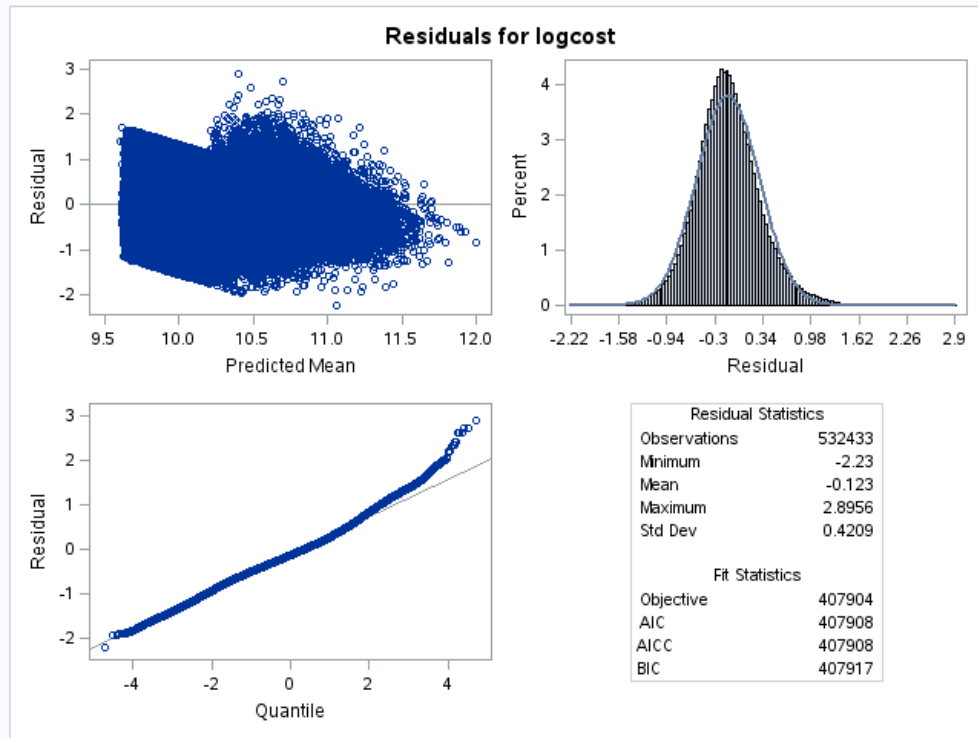 Residuals for logcost
3
2
1
0
-1
-2
Residual
9.5 10.0 10.5 11.0 11.5 12.0
Predicted Mean
4
3
2
1
0
Percent
-2.22 -1.58 -0.94 -0.3 0.34 0.98 1.62 2.26 2.9
Residual
3
2
1
0
-1
-2
Residual
-4 -2 0 2 4
Quantile
Residual Statistics
Observations 532433
Minimum -2.23
Mean -0.123
Maximum 2.8956
Std Dev 0.4209
Fit Statistics
Objective 407904
AIC 407908
AICC 407908
BIC 407917